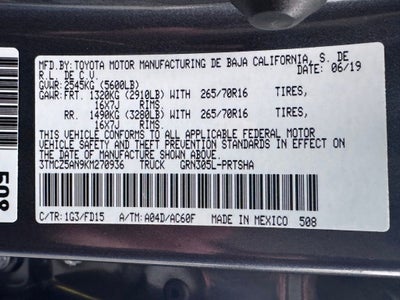 MFD.BY:TOYOTA MOTOR MANUFACTURING DE BAJA CALIFORNIA, S. DE
R.L. DE C.V. DATE: 06/19
GVWR:2545KG (5600LB)
GAWR:FRT. 1320KG (2910LB) WITH 265/70R16 TIRES,
16X7J RIMS.
RR. 1490KG (3280LB) WITH 265/70R16 TIRES,
16X7J RIMS.
THIS VEHICLE CONFORMS TO ALL APPLICABLE FEDERAL MOTOR
VEHICLE SAFETY STANDARDS IN EFFECT ON THE DATE OF
MANUFACTURE SHOWN ABOVE.
3TMCZ5AN9KM270936 TRUCK GRN305L-PRTSHA
C/TR:1G3/FD15 A/TM:A04D/AC60F MADE IN MEXICO 508
508